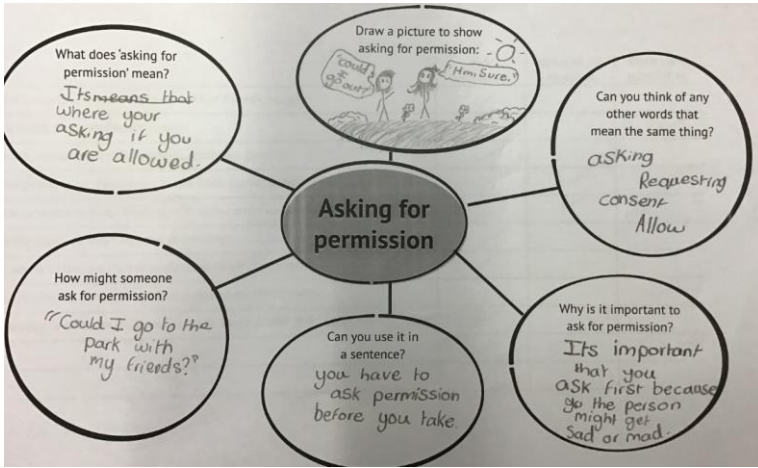 What does 'asking for
permission' mean?
Its means that
where your
asking if you
are allowed.
Draw a picture to show
asking for permission:
"Could
I
go out?"
"Hm, Sure."
Can you think of any
other words that
mean the same thing?
asking
Requesting
consent
Allow
Asking for
permission
How might someone
ask for permission?
"Could I go to the
park with
my friends?"
Can you use it in
a sentence?
you have to
ask permission
before you take.
Why is it important to
ask for permission?
Its important
that you
ask first because
the person
might get
sad or mad.